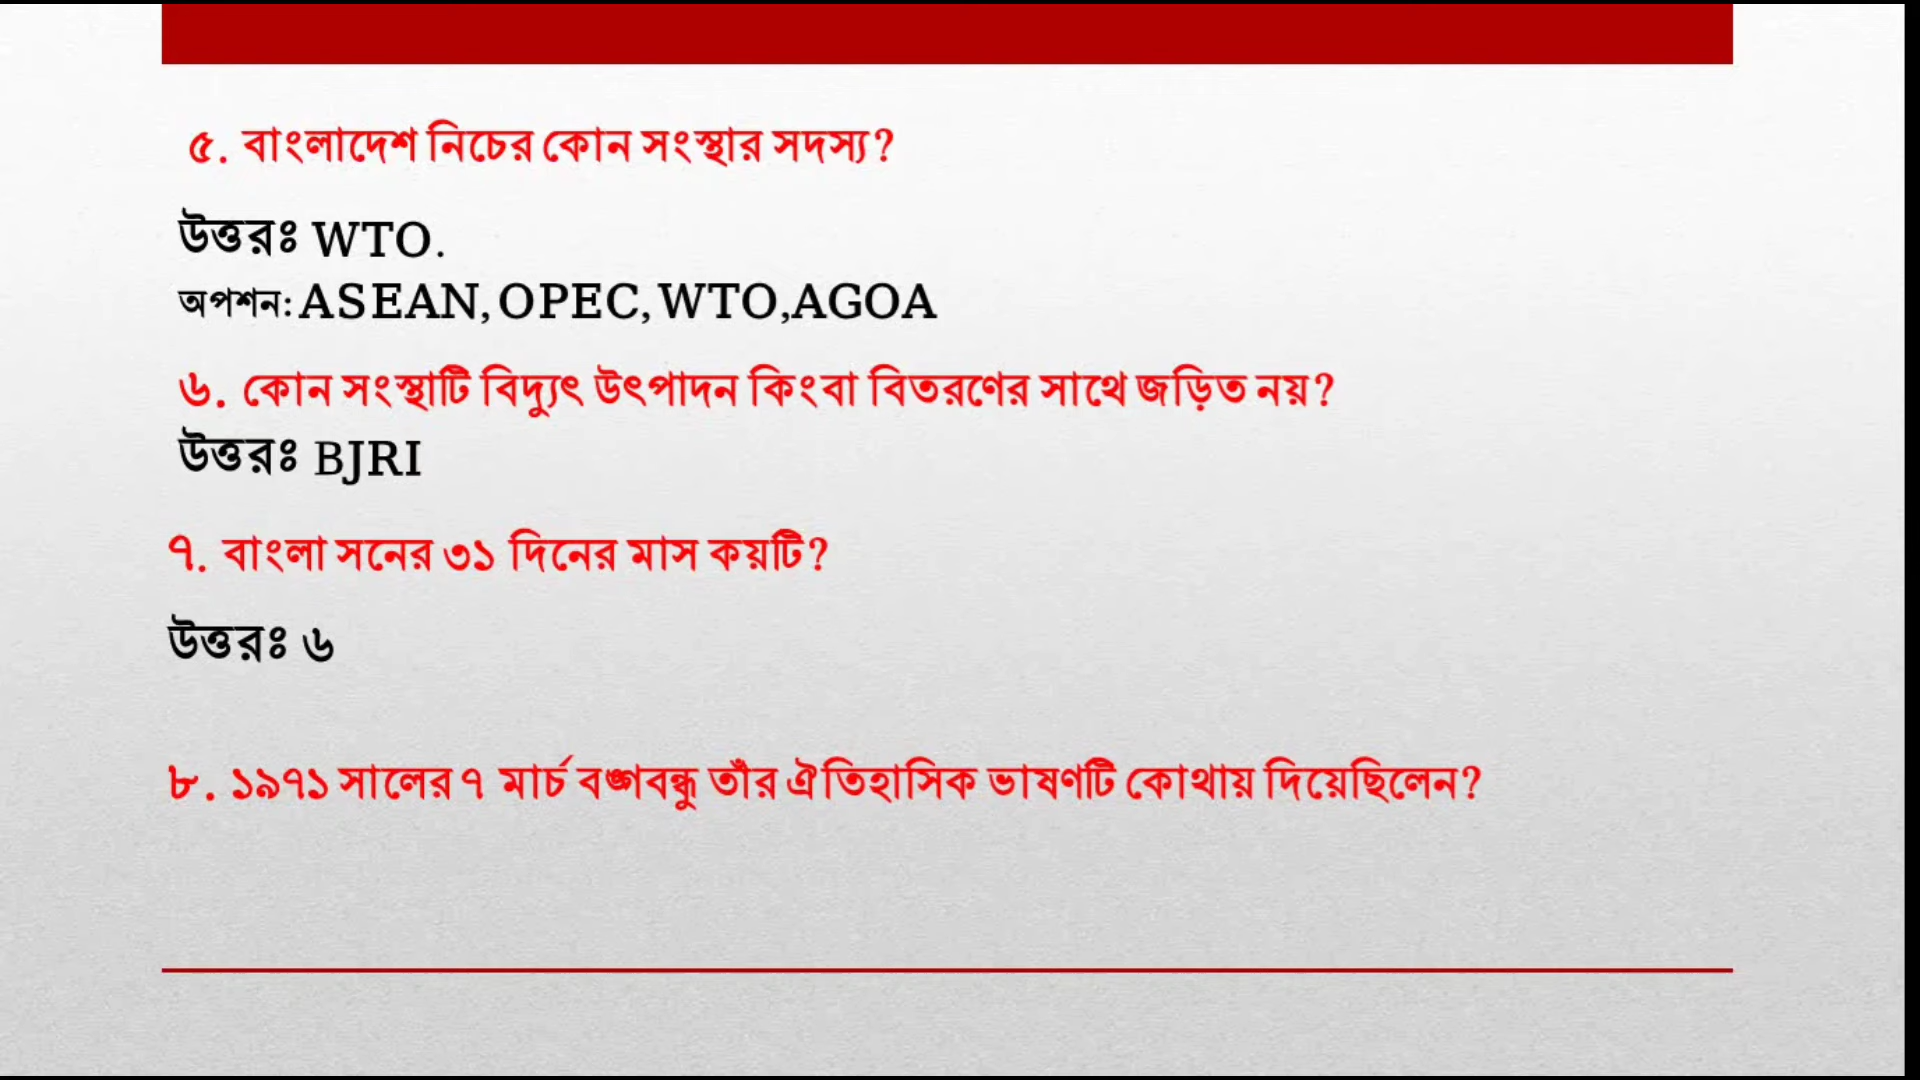 ৫. বাংলাদেশ নিচের কোন সংস্থার সদস্য?
উত্তরঃ WTO.
অপশন: ASEAN, OPEC, WTO,AGOA
৬. কোন সংস্থাটি বিদ্যুৎ উৎপাদন কিংবা বিতরণের সাথে জড়িত নয়?
উত্তরঃ BJRI
৭. বাংলা সনের ৩১ দিনের মাস কয়টি?
উত্তরঃ ৬
৮. ১৯৭১ সালের ৭ মার্চ বঙ্গবন্ধু তাঁর ঐতিহাসিক ভাষণটি কোথায় দিয়েছিলেন?